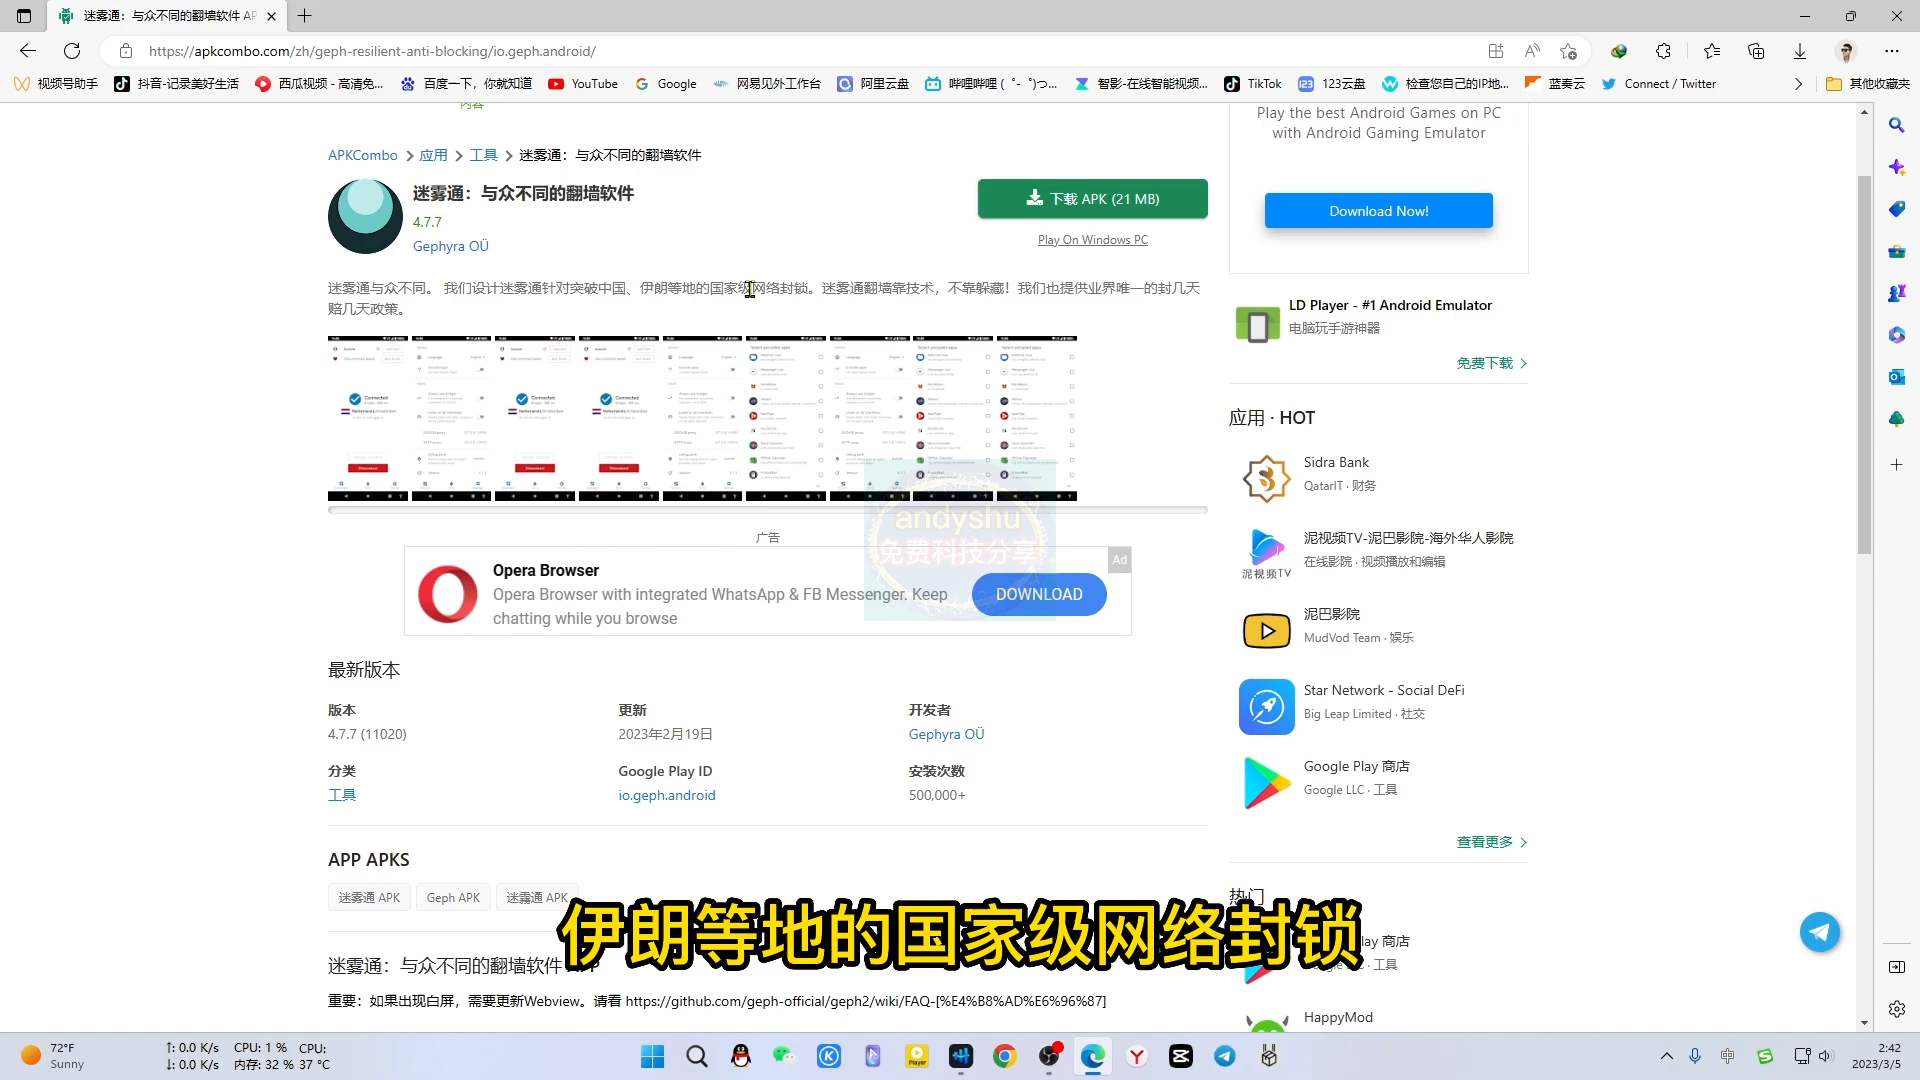 迷雾通：与众不同的翻墙软件 AP
https://apkcombo.com/zh/geph-resilient-anti-blocking/io.geph.android/
视频号助手
抖音-记录美好生活
西瓜视频 - 高清免...
百度一下，你就知道
YouTube
Google
网易见外工作台
阿里云盘
哔哩哔哩 ( ゜- ゜)つ...
智影-在线智能视频...
TikTok
123云盘
检查您自己的IP地...
蓝奏云
Connect / Twitter
其他收藏夹
内容
APKCombo > 应用 > 工具 > 迷雾通：与众不同的翻墙软件
迷雾通：与众不同的翻墙软件
4.7.7
Gephyra OÜ
下载 APK (21 MB)
Play On Windows PC
迷雾通与众不同。 我们设计迷雾通针对突破中国、伊朗等地的国家级网络封锁。迷雾通翻墙靠技术，不靠躲藏！我们也提供业界唯一的封几天
赔几天政策。
andyshu
免费科技分享
广告
Ad
Opera Browser
Opera Browser with integrated WhatsApp & FB Messenger. Keep
chatting while you browse
DOWNLOAD
最新版本
版本
4.7.7 (11020)
更新
2023年2月19日
开发者
Gephyra OÜ
分类
工具
Google Play ID
io.geph.android
安装次数
500,000+
APP APKS
迷雾通 APK
Geph APK
迷霧通 APK
迷雾通：与众不同的翻墙软件
重要：如果出现白屏，需要更新Webview。请看 https://github.com/geph-official/geph2/wiki/FAQ-[%E4%B8%AD%E6%96%87]
Play the best Android Games on PC
with Android Gaming Emulator
Download Now!
LD Player - #1 Android Emulator
电脑玩手游神器
免费下载
应用 · HOT
Sidra Bank
QatarIT · 财务
泥视频TV
泥视频TV-泥巴影院-海外华人影院
在线影院 · 视频播放和编辑
泥巴影院
MudVod Team · 娱乐
Star Network - Social DeFi
Big Leap Limited · 社交
Google Play 商店
Google LLC · 工具
查看更多
热门
lay 商店
工具
HappyMod
伊朗等地的国家级网络封锁
72°F
Sunny
↑: 0.0 K/s
↓: 0.0 K/s
CPU: 1 %
内存: 32 %
CPU:
37 °C
中
2:42
2023/3/5